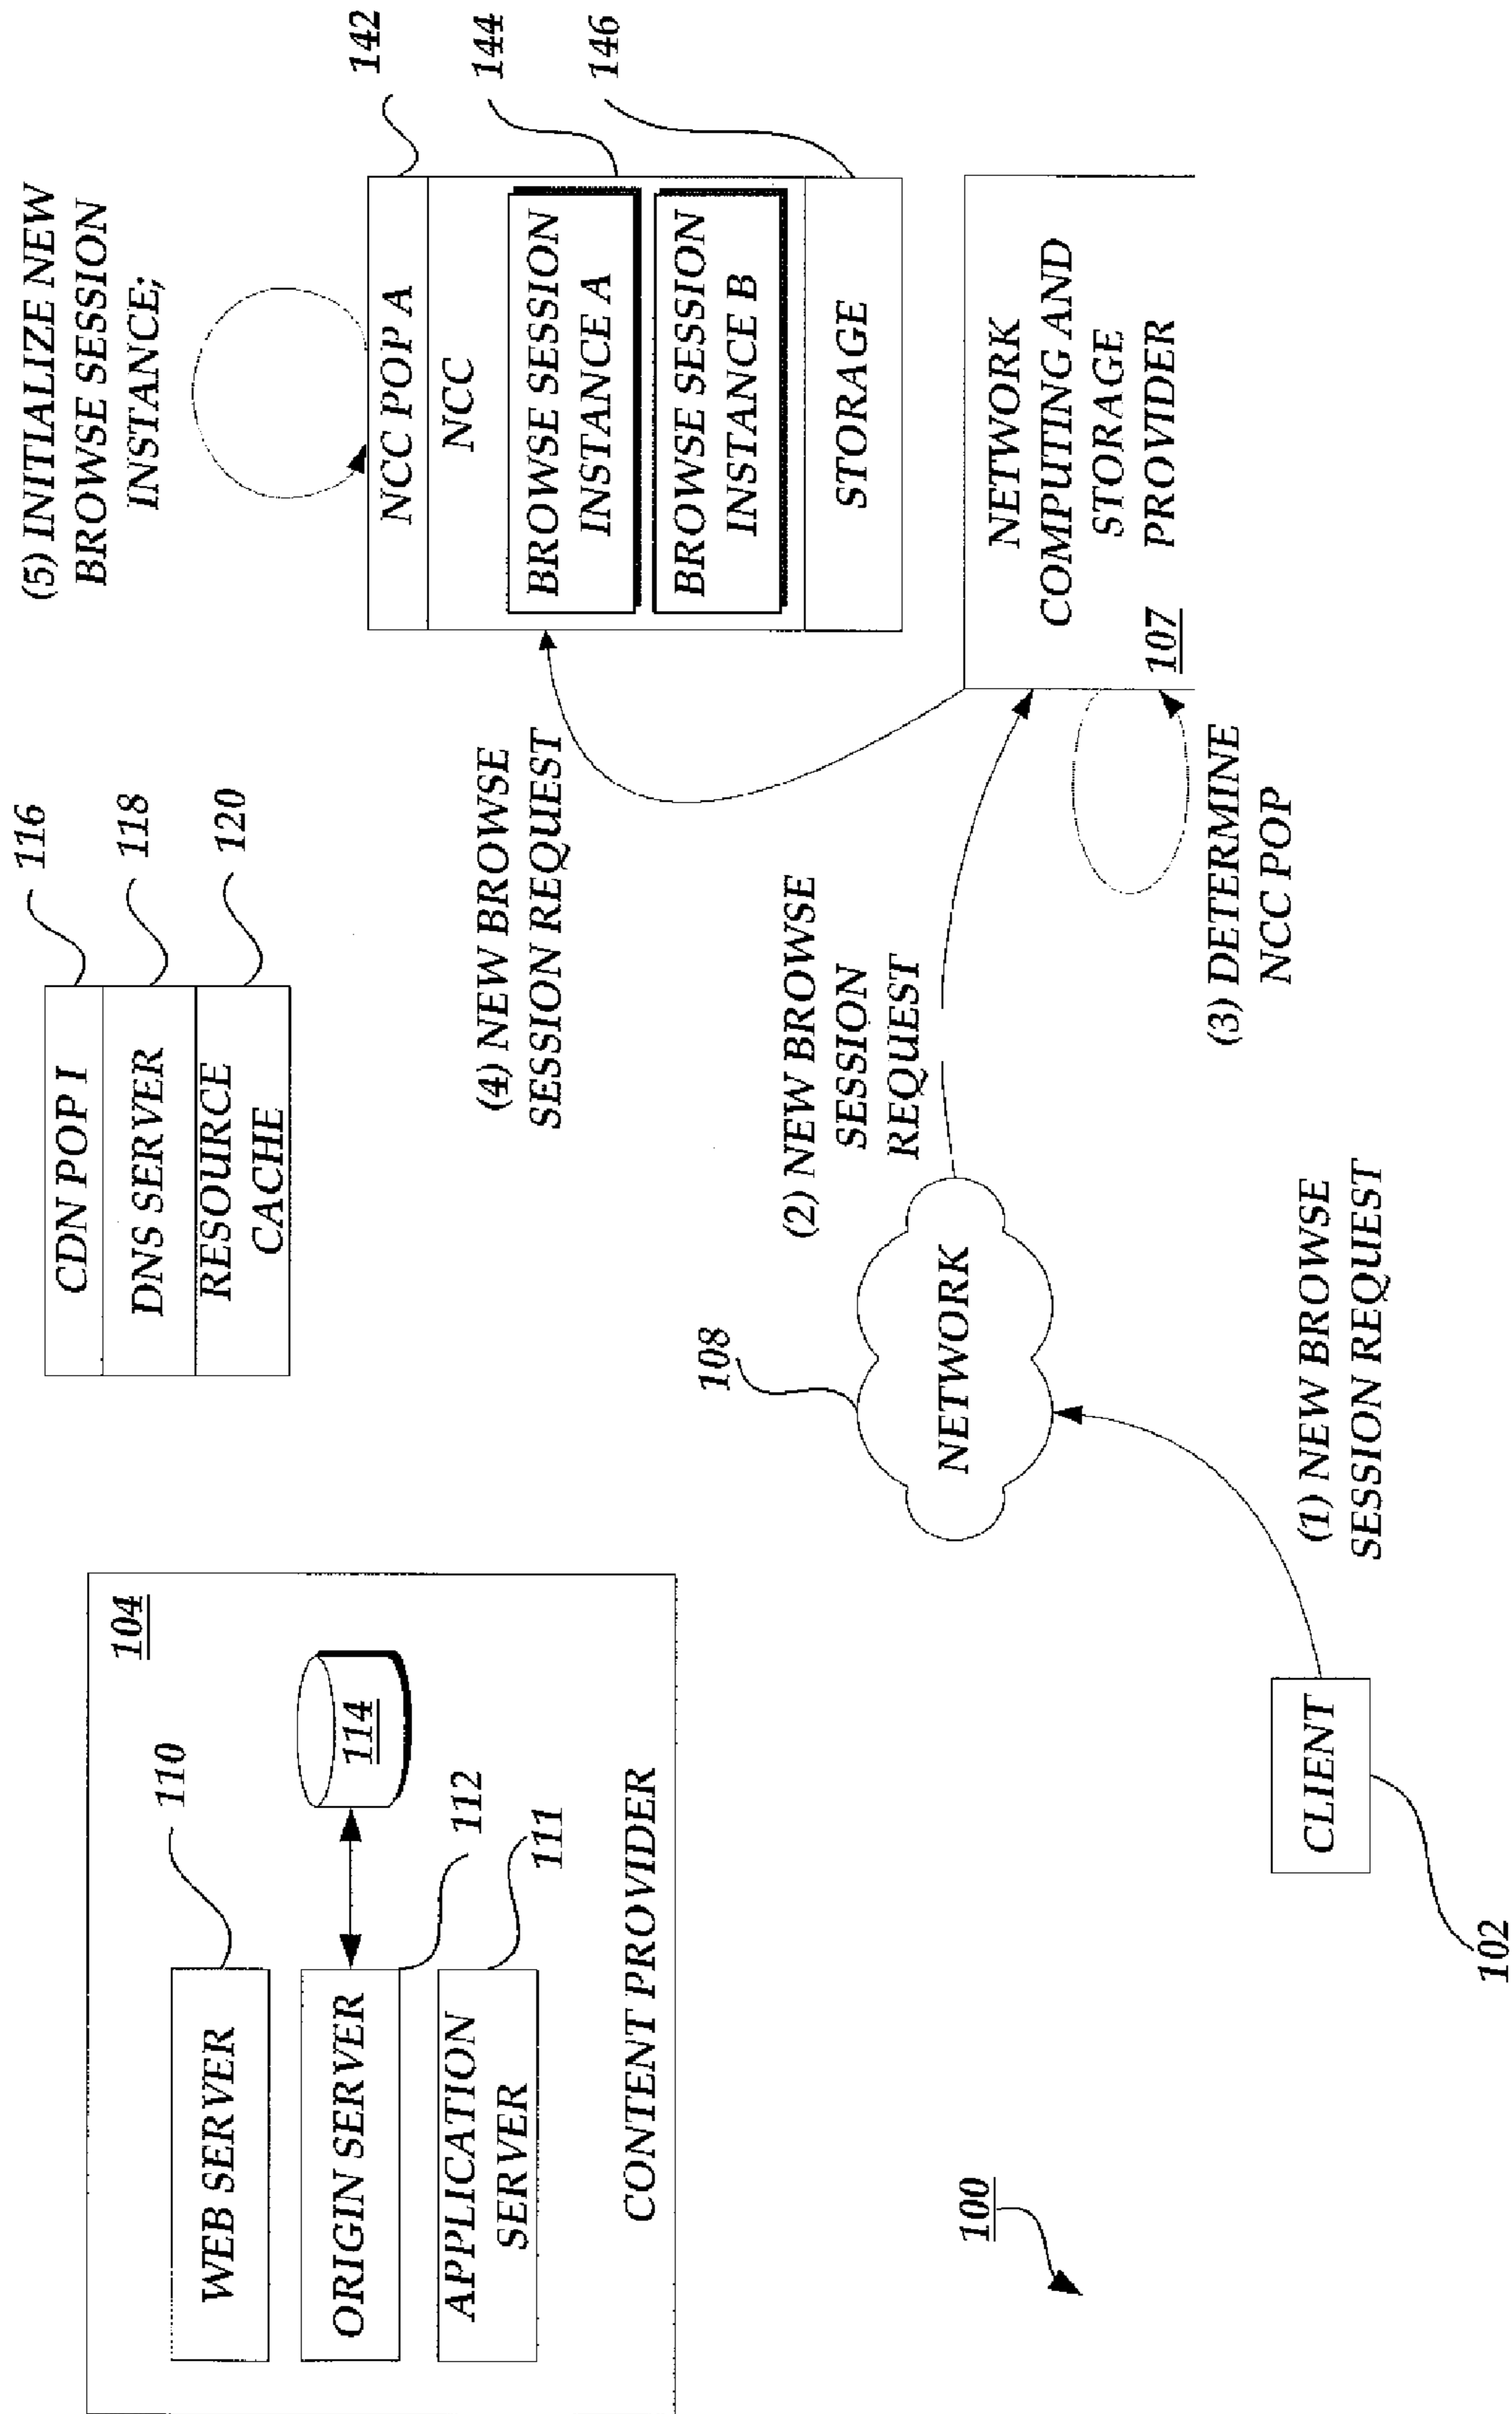 104
110
WEB SERVER
ORIGIN SERVER
114
112
APPLICATION
SERVER
111
CONTENT PROVIDER
116
CDN POP I
118
DNS SERVER
120
RESOURCE
CACHE
(5) INITIALIZE NEW
BROWSE SESSION
INSTANCE;
142
NCC POP A
144
NCC
BROWSE SESSION
INSTANCE A
BROWSE SESSION
INSTANCE B
146
STORAGE
(4) NEW BROWSE
SESSION REQUEST
108
NETWORK
(2) NEW BROWSE
SESSION
REQUEST
NETWORK
COMPUTING AND
STORAGE
PROVIDER
107
(3) DETERMINE
NCC POP
(1) NEW BROWSE
SESSION REQUEST
CLIENT
102
100